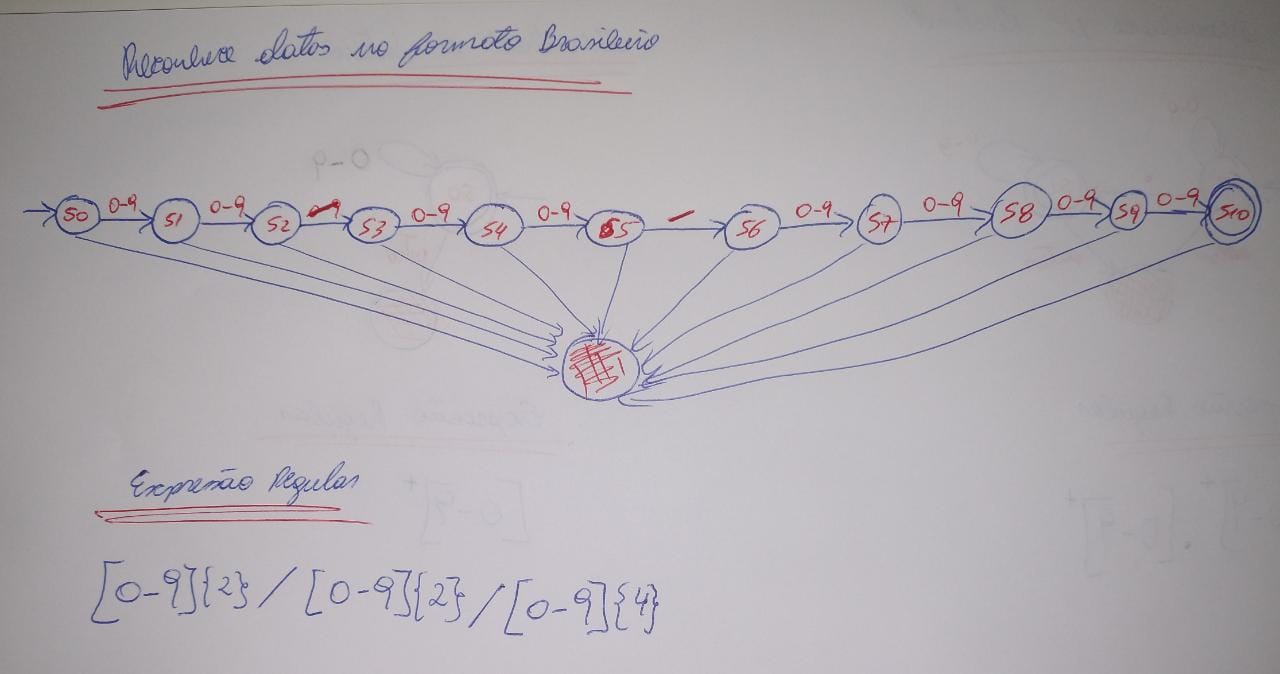 Reconhece datas no formato Brasileiro
0-9 0-9 / 0-9 0-9 / 0-9 0-9 0-9 0-9
S0 S1 S2 S3 S4 S5 S6 S7 S8 S9 S10
Expressão Regular
[0-9]{2} / [0-9]{2} / [0-9]{4}